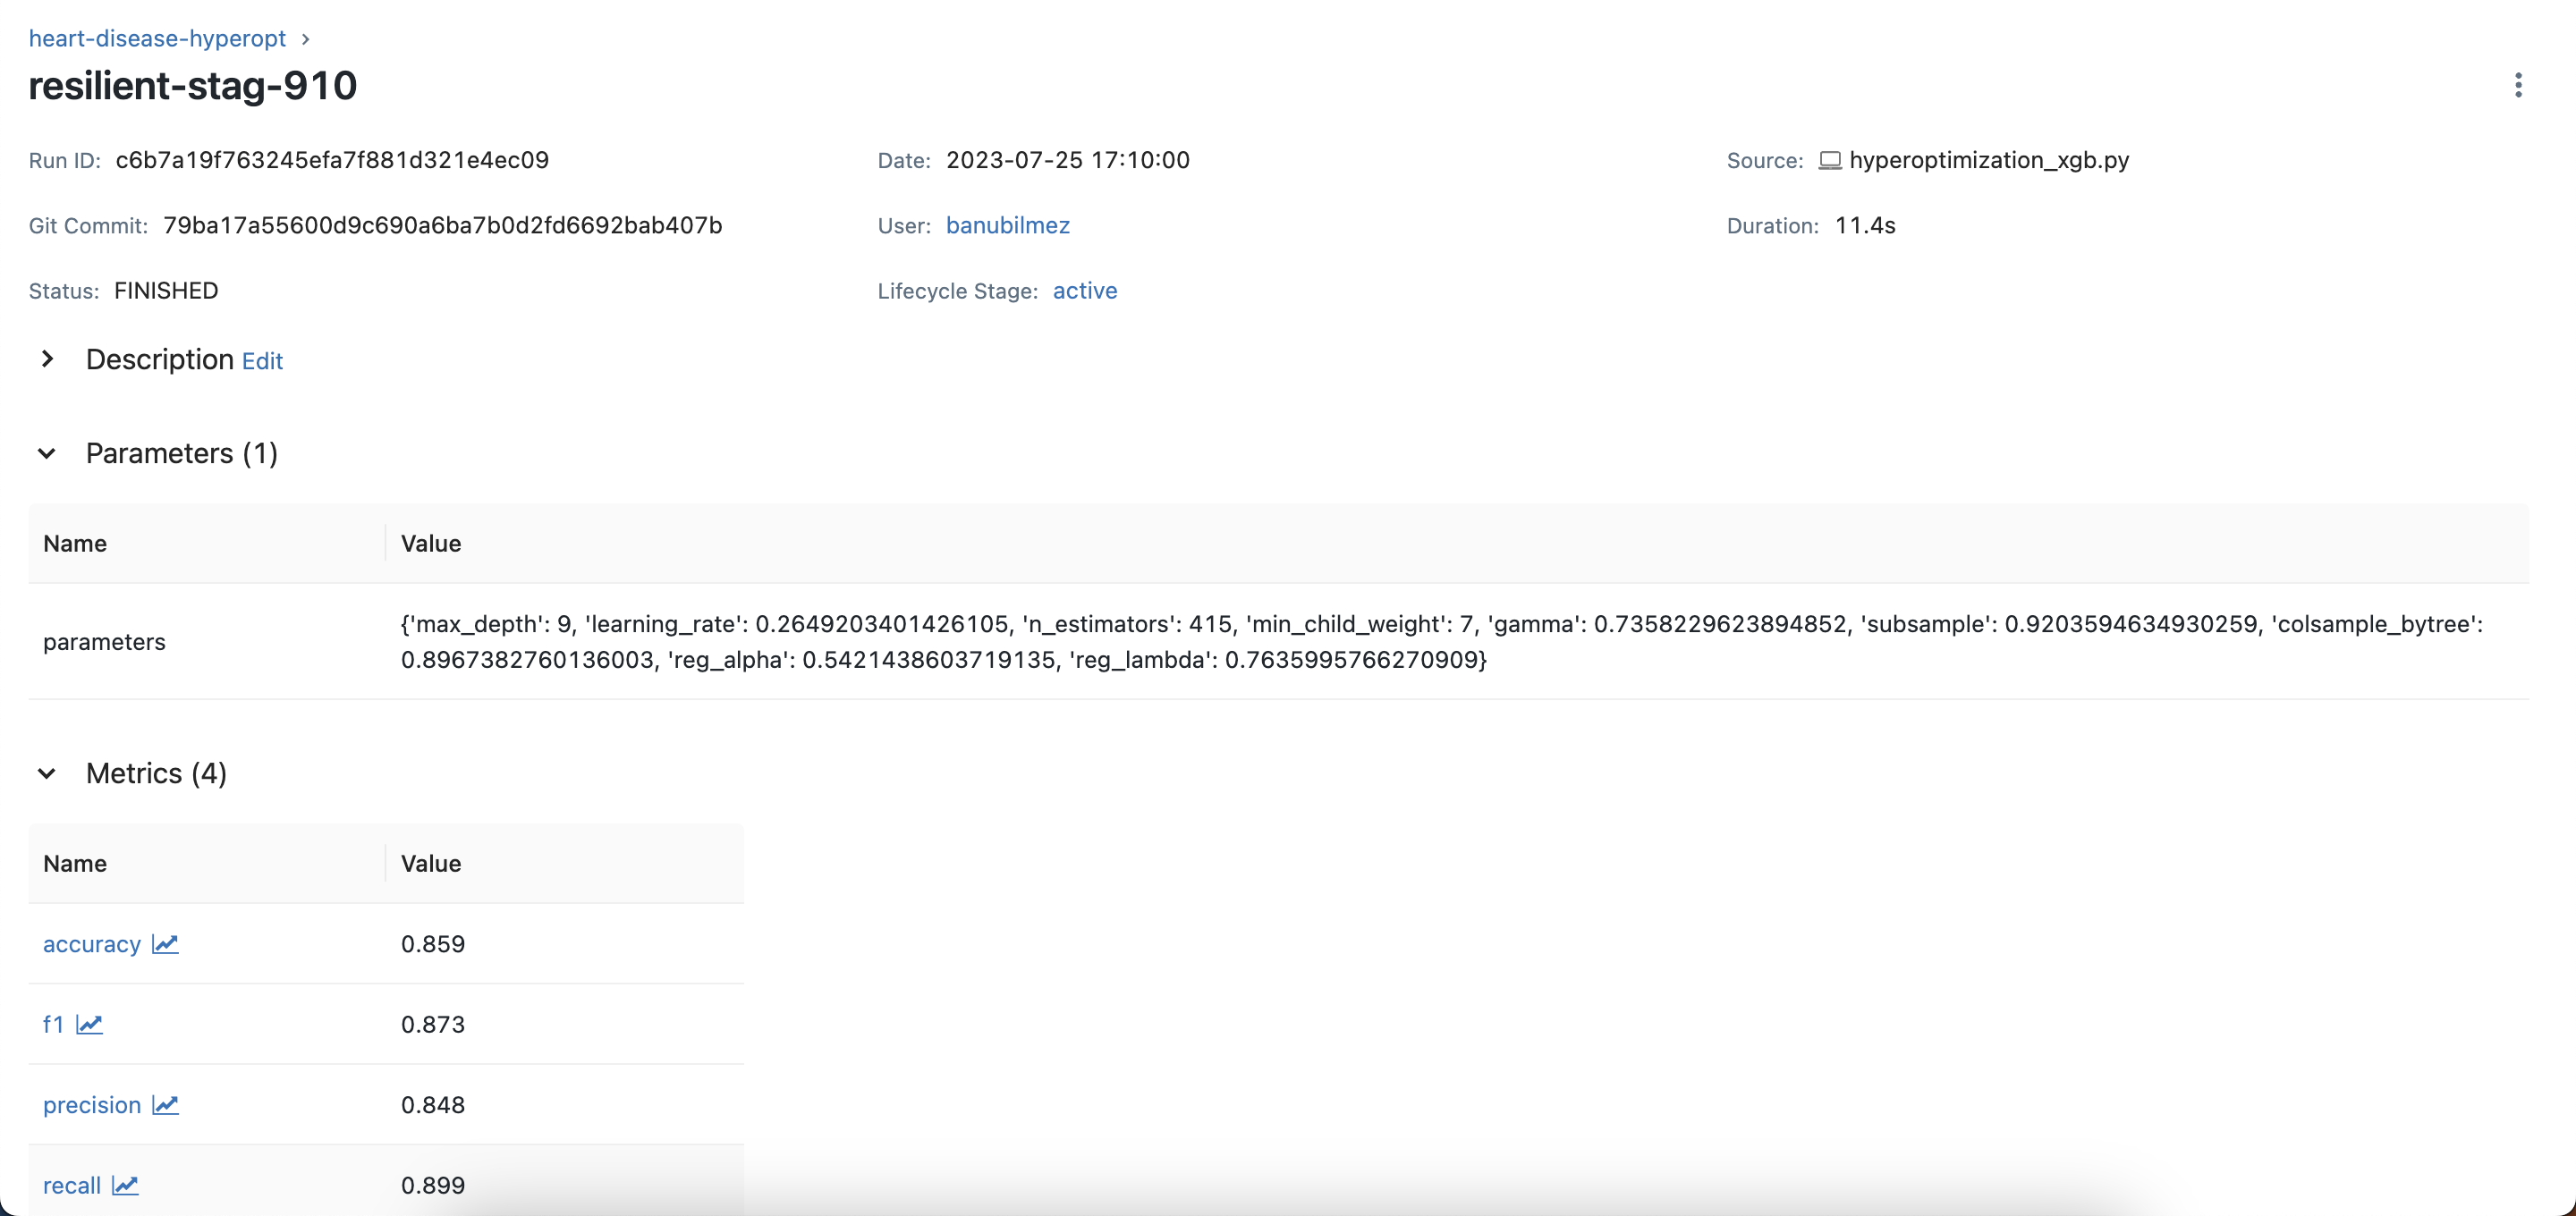 heart-disease-hyperopt >
resilient-stag-910
Run ID: c6b7a19f763245efa7f881d321e4ec09
Date: 2023-07-25 17:10:00
Source: hyperoptimization_xgb.py
Git Commit: 79ba17a55600d9c690a6ba7b0d2fd6692bab407b
User: banubilmez
Duration: 11.4s
Status: FINISHED
Lifecycle Stage: active
Description Edit
Parameters (1)
Name Value
parameters
{'max_depth': 9, 'learning_rate': 0.2649203401426105, 'n_estimators': 415, 'min_child_weight': 7, 'gamma': 0.7358229623894852, 'subsample': 0.9203594634930259, 'colsample_bytree':
0.8967382760136003, 'reg_alpha': 0.5421438603719135, 'reg_lambda': 0.7635995766270909}
Metrics (4)
Name Value
accuracy 0.859
f1 0.873
precision 0.848
recall 0.899